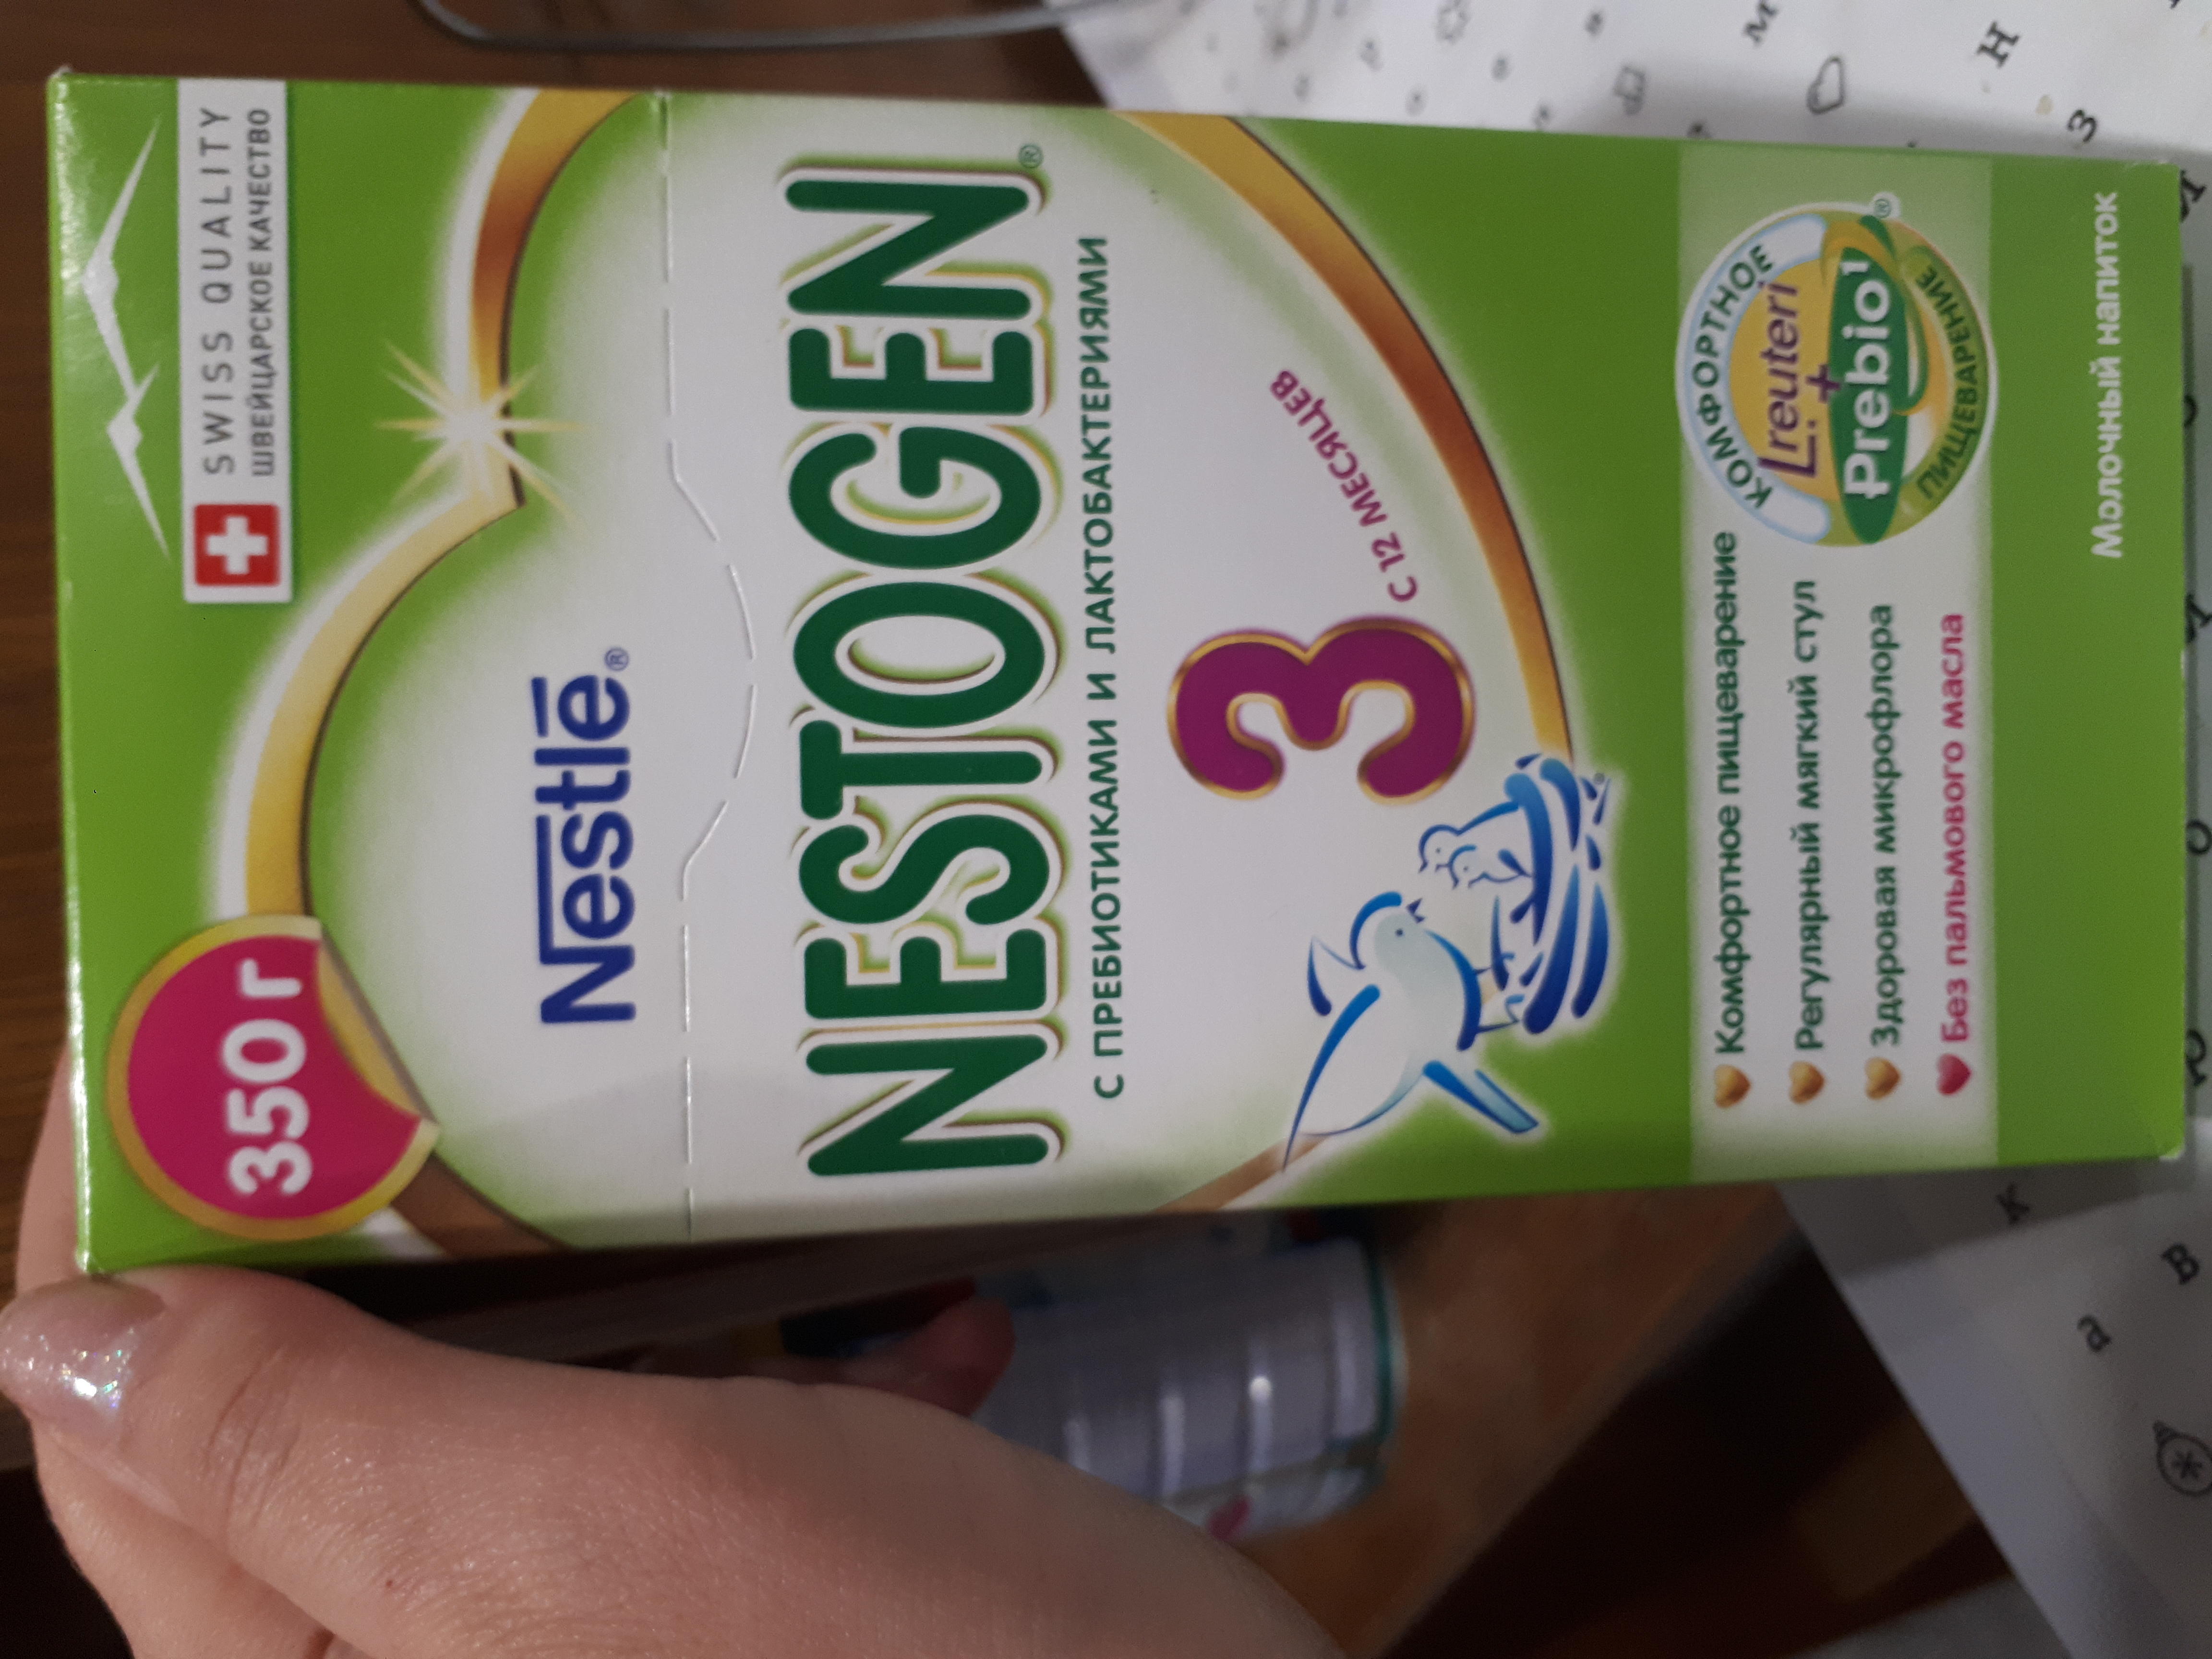 SWISS QUALITY
ШВЕЙЦАРСКОЕ КАЧЕСТВО
350 г
Nestlé®
NESTOGEN®
С ПРЕБИОТИКАМИ И ЛАКТОБАКТЕРИЯМИ
3
С 12 МЕСЯЦЕВ
Комфортное пищеварение
Регулярный мягкий стул
Здоровая микрофлора
Без пальмового масла
КОМФОРТНОЕ
L.reuteri
+
Prebio¹®
ПИЩЕВАРЕНИЕ
Молочный напиток
м
н
з
и
к
в
а